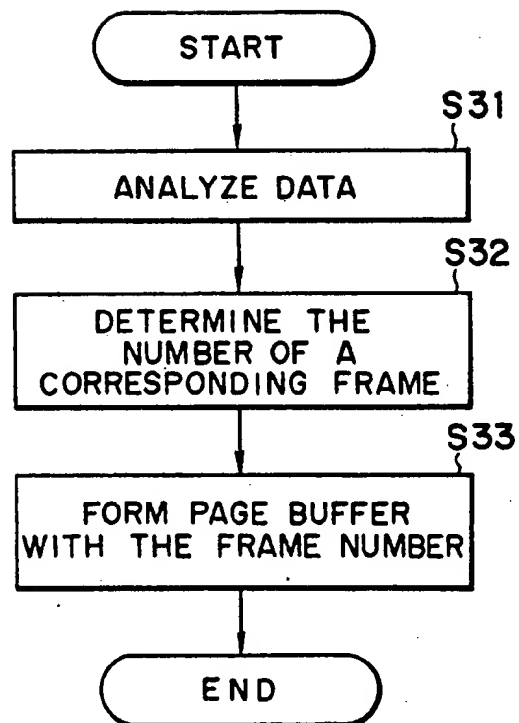 START
S31
ANALYZE DATA
S32
DETERMINE THE
NUMBER OF A
CORRESPONDING FRAME
S33
FORM PAGE BUFFER
WITH THE FRAME NUMBER
END